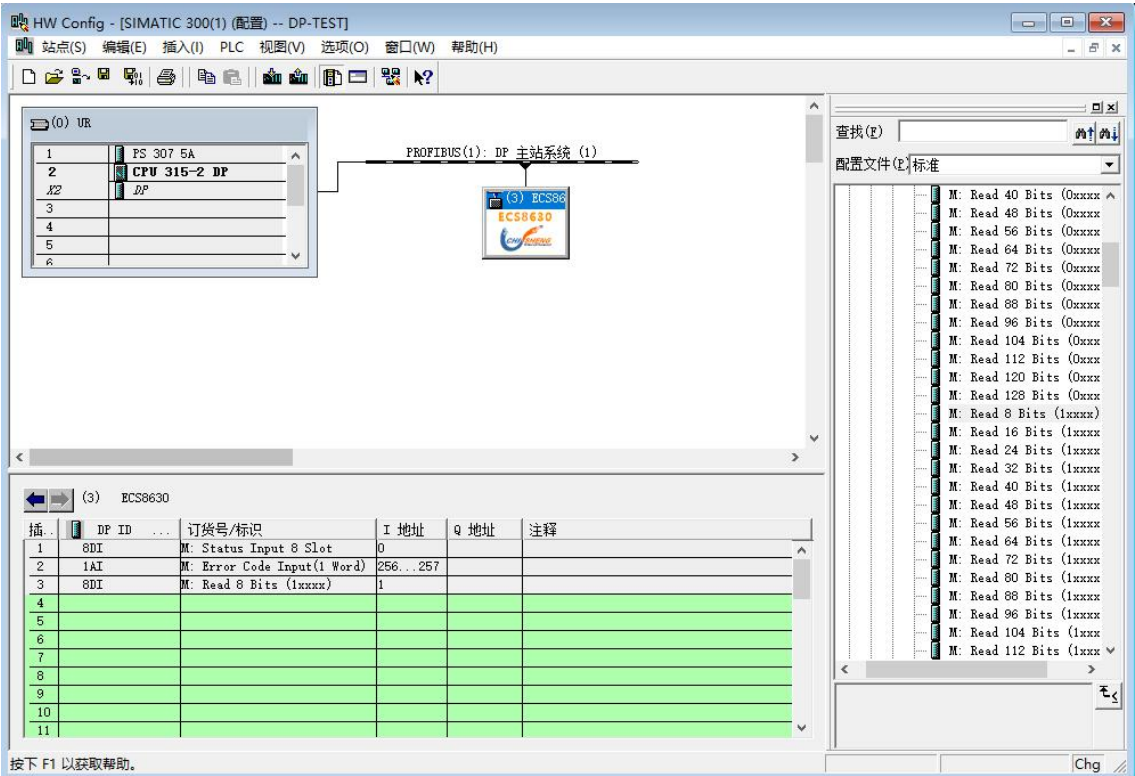 HW Config - [SIMATIC 300(1) (配置) -- DP-TEST]
站点(S) 编辑(E) 插入(I) PLC 视图(V) 选项(O) 窗口(W) 帮助(H)
(0) UR
1 PS 307 5A
2 CPU 315-2 DP
X2 DP
3
4
5
6
PROFIBUS(1): DP 主站系统 (1)
(3) ECS86
ECS8630
查找(F)
配置文件(P) 标准
M: Read 40 Bits (0xxxx
M: Read 48 Bits (0xxxx
M: Read 56 Bits (0xxxx
M: Read 64 Bits (0xxxx
M: Read 72 Bits (0xxxx
M: Read 80 Bits (0xxxx
M: Read 88 Bits (0xxxx
M: Read 96 Bits (0xxxx
M: Read 104 Bits (0xxx
M: Read 112 Bits (0xxx
M: Read 120 Bits (0xxx
M: Read 128 Bits (0xxx
M: Read 8 Bits (1xxxx)
M: Read 16 Bits (1xxxx
M: Read 24 Bits (1xxxx
M: Read 32 Bits (1xxxx
M: Read 40 Bits (1xxxx
M: Read 48 Bits (1xxxx
M: Read 56 Bits (1xxxx
M: Read 64 Bits (1xxxx
M: Read 72 Bits (1xxxx
M: Read 80 Bits (1xxxx
M: Read 88 Bits (1xxxx
M: Read 96 Bits (1xxxx
M: Read 104 Bits (1xxx
M: Read 112 Bits (1xxx
(3) ECS8630
插.. DP ID ... 订货号/标识 I 地址 Q 地址 注释
1 8DI M: Status Input 8 Slot 0
2 1AI M: Error Code Input(1 Word) 256...257
3 8DI M: Read 8 Bits (1xxxx) 1
4
5
6
7
8
9
10
11
按下 F1 以获取帮助。
Chg